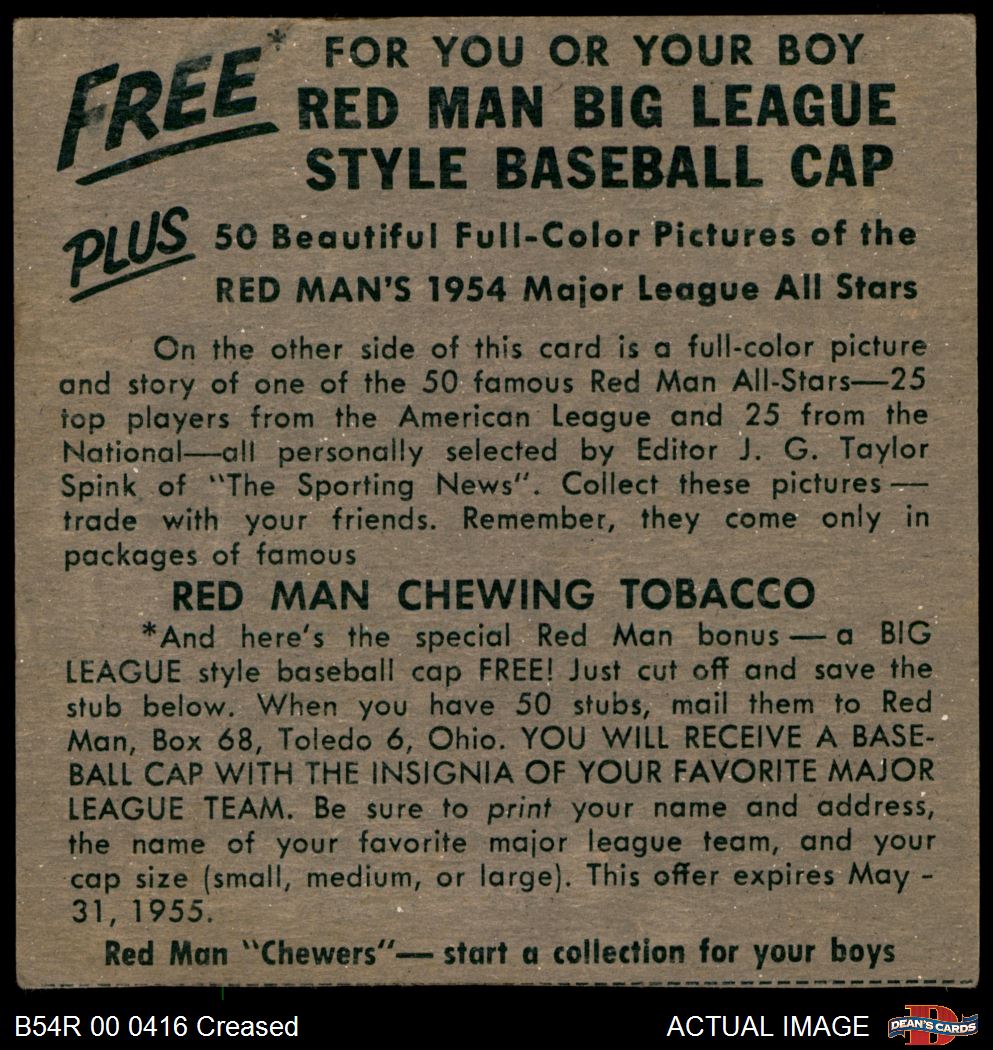 FREE* FOR YOU OR YOUR BOY
RED MAN BIG LEAGUE
STYLE BASEBALL CAP
PLUS 50 Beautiful Full-Color Pictures of the
RED MAN'S 1954 Major League All Stars
On the other side of this card is a full-color picture
and story of one of the 50 famous Red Man All-Stars—25
top players from the American League and 25 from the
National—all personally selected by Editor J. G. Taylor
Spink of "The Sporting News". Collect these pictures —
trade with your friends. Remember, they come only in
packages of famous
RED MAN CHEWING TOBACCO
*And here's the special Red Man bonus — a BIG
LEAGUE style baseball cap FREE! Just cut off and save the
stub below. When you have 50 stubs, mail them to Red
Man, Box 68, Toledo 6, Ohio. YOU WILL RECEIVE A BASE-
BALL CAP WITH THE INSIGNIA OF YOUR FAVORITE MAJOR
LEAGUE TEAM. Be sure to print your name and address,
the name of your favorite major league team, and your
cap size (small, medium, or large). This offer expires May -
31, 1955.
Red Man "Chewers"— start a collection for your boys
B54R 00 0416 Creased
ACTUAL IMAGE
D
DEAN'S CARDS